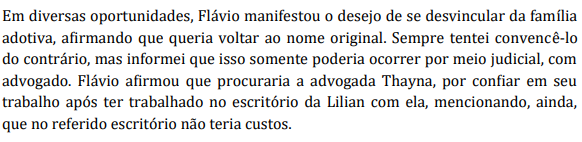 Em diversas oportunidades, Flávio manifestou o desejo de se desvincular da família
adotiva, afirmando que queria voltar ao nome original. Sempre tentei convencê-lo
do contrário, mas informei que isso somente poderia ocorrer por meio judicial, com
advogado. Flávio afirmou que procuraria a advogada Thayna, por confiar em seu
trabalho após ter trabalhado no escritório da Lilian com ela, mencionando, ainda,
que no referido escritório não teria custos.